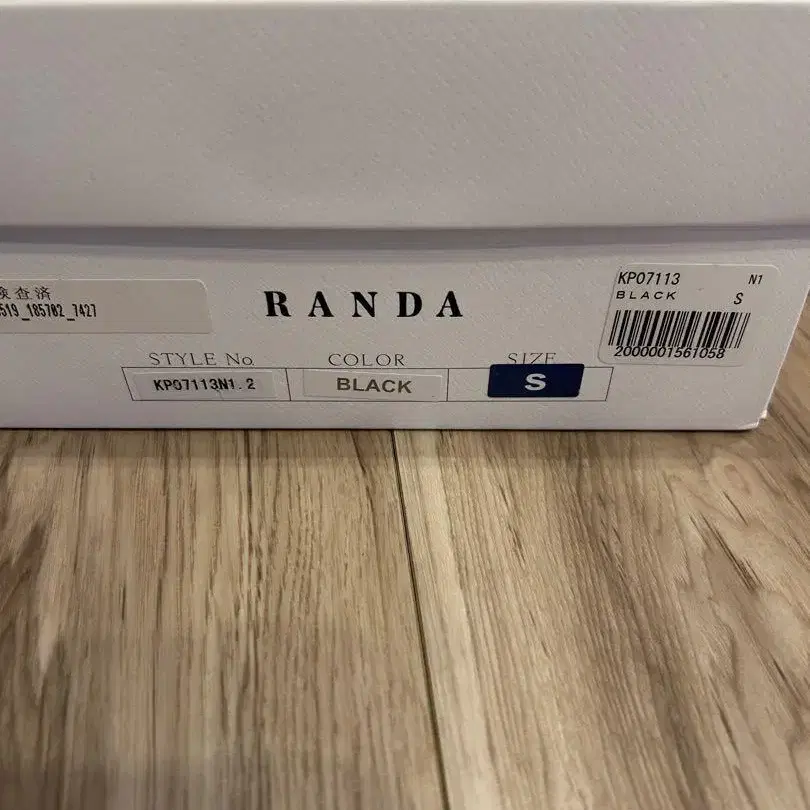 検査済
519_185702_7427
RANDA
STYLE No.
COLOR
SIZE
KP07113N1.2
BLACK
S
KP07113 N1
BLACK S
2000001561058